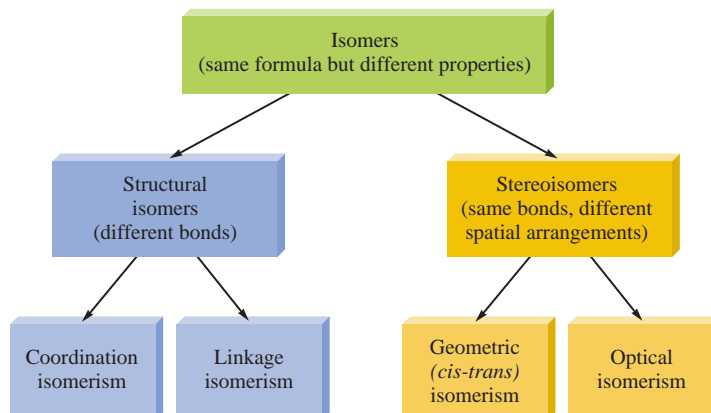 Isomers
(same formula but different properties)
Structural
isomers
(different bonds)
Stereoisomers
(same bonds, different
spatial arrangements)
Coordination
isomerism
Linkage
isomerism
Geometric
(cis-trans)
isomerism
Optical
isomerism